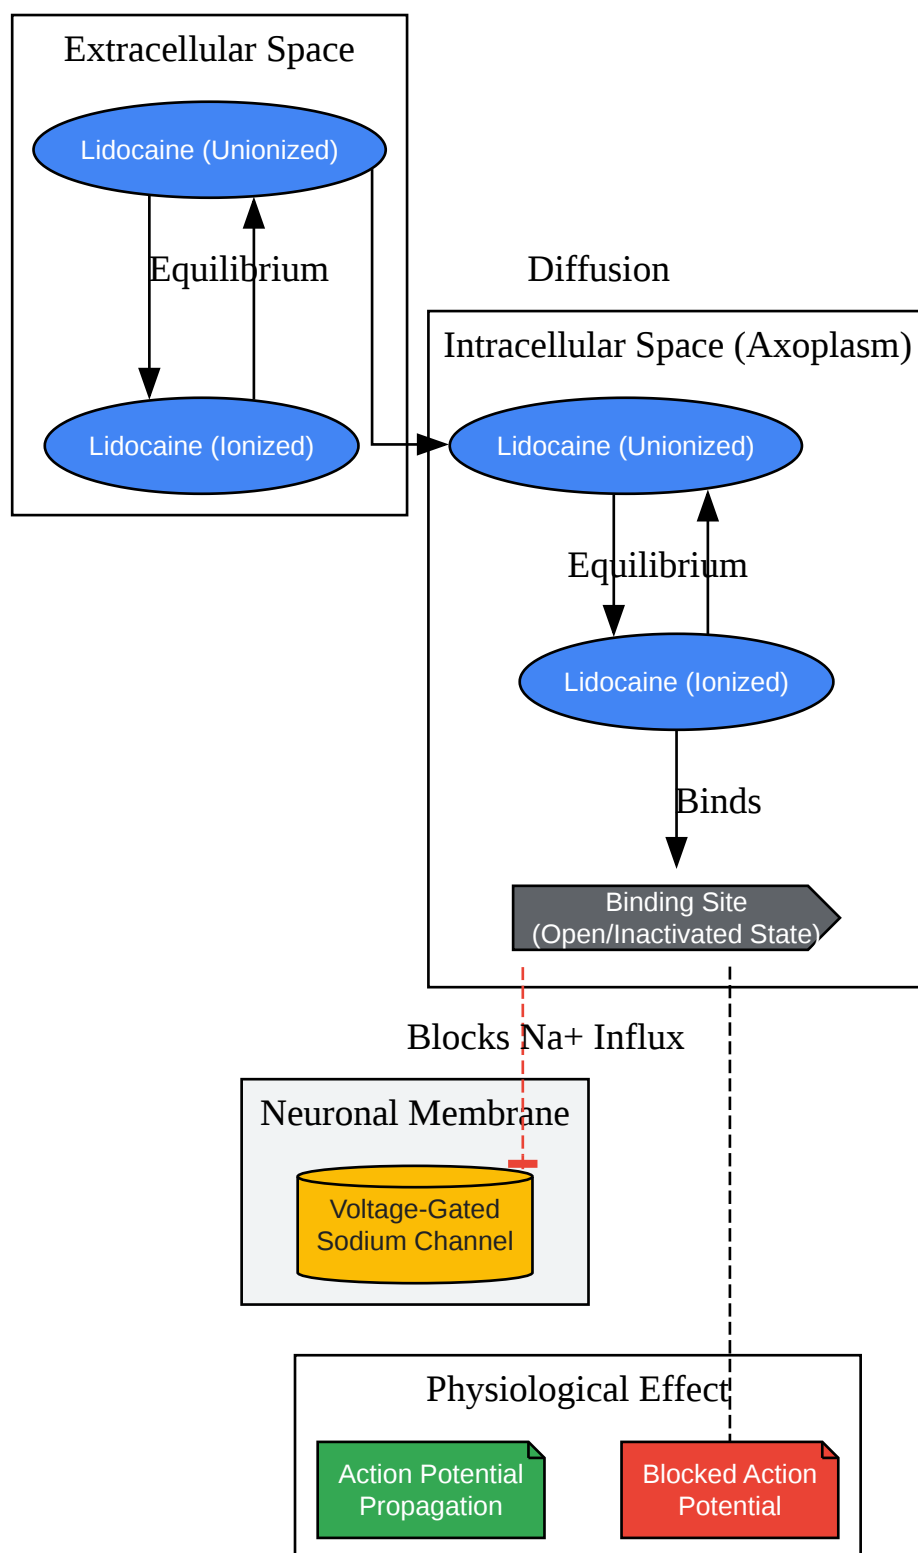 Extracellular Space
Lidocaine (Unionized)
Equilibrium
Lidocaine (Ionized)
Diffusion
Intracellular Space (Axoplasm)
Lidocaine (Unionized)
Equilibrium
Lidocaine (Ionized)
Binds
Binding Site
(Open/Inactivated State)
Blocks Na+ Influx
Neuronal Membrane
Voltage-Gated
Sodium Channel
Physiological Effect
Action Potential
Propagation
Blocked Action
Potential